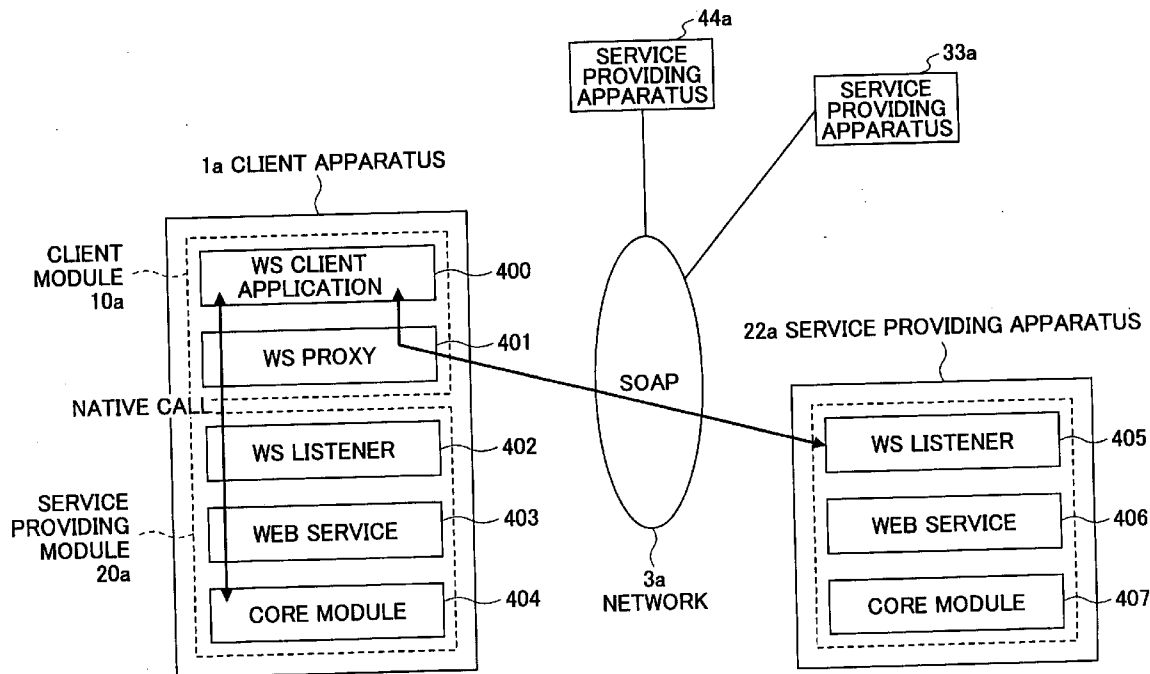 44a
SERVICE
PROVIDING
APPARATUS
33a
SERVICE
PROVIDING
APPARATUS
1a CLIENT APPARATUS
CLIENT
MODULE
10a
WS CLIENT
APPLICATION
400
WS PROXY
401
NATIVE CALL
WS LISTENER
402
SERVICE
PROVIDING
MODULE
20a
WEB SERVICE
403
CORE MODULE
404
SOAP
3a
NETWORK
22a SERVICE PROVIDING APPARATUS
WS LISTENER
405
WEB SERVICE
406
CORE MODULE
407